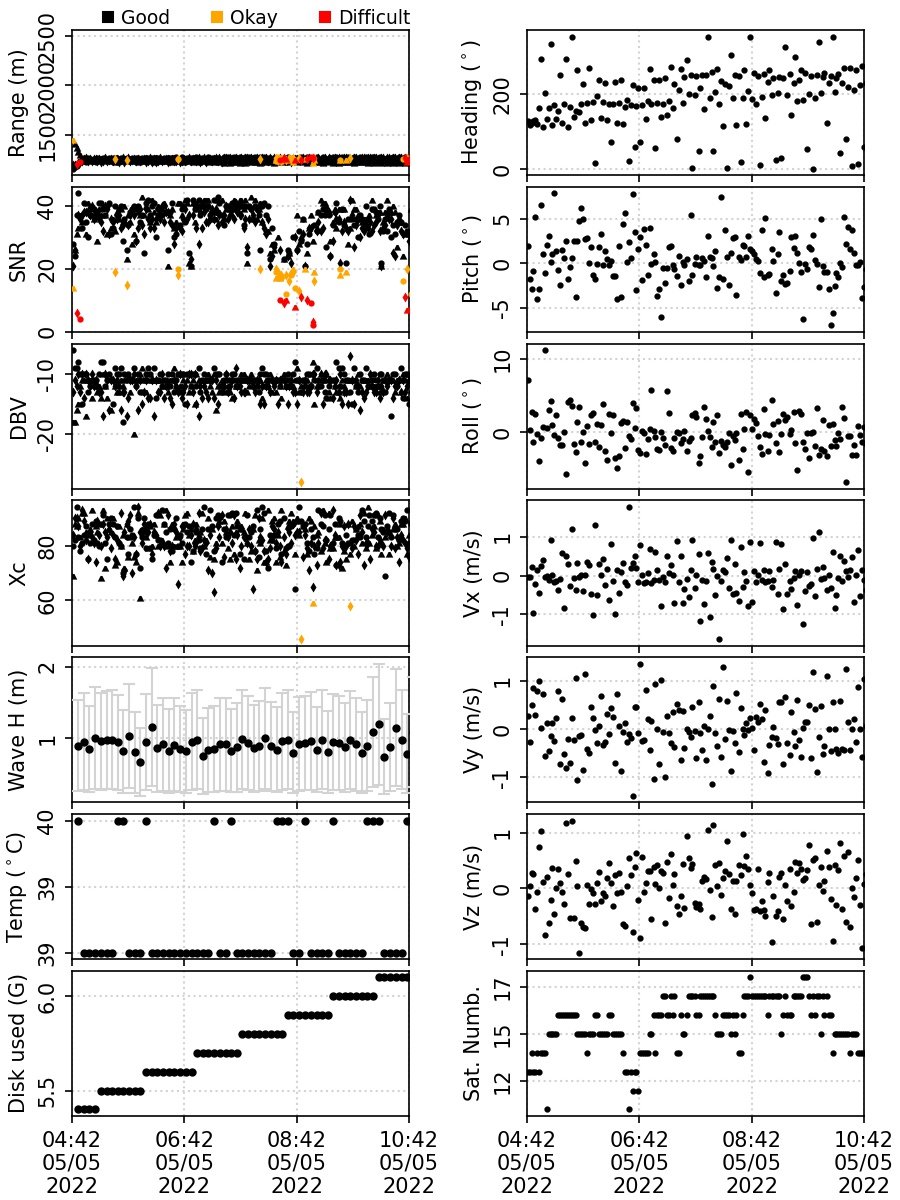 Good Okay Difficult
Range (m)
1500 2000 2500
SNR
0 20 40
DBV
-20 -10
Xc
60 80
Wave H (m)
1 2
Temp (°C)
39 39 40
Disk used (G)
5.5 6.0
04:42 05/05 2022
06:42 05/05 2022
08:42 05/05 2022
10:42 05/05 2022
Heading (°)
0 200
Pitch (°)
-5 0 5
Roll (°)
0 10
Vx (m/s)
-1 0 1
Vy (m/s)
-1 0 1
Vz (m/s)
-1 0 1
Sat. Numb.
12 15 17
04:42 05/05 2022
06:42 05/05 2022
08:42 05/05 2022
10:42 05/05 2022